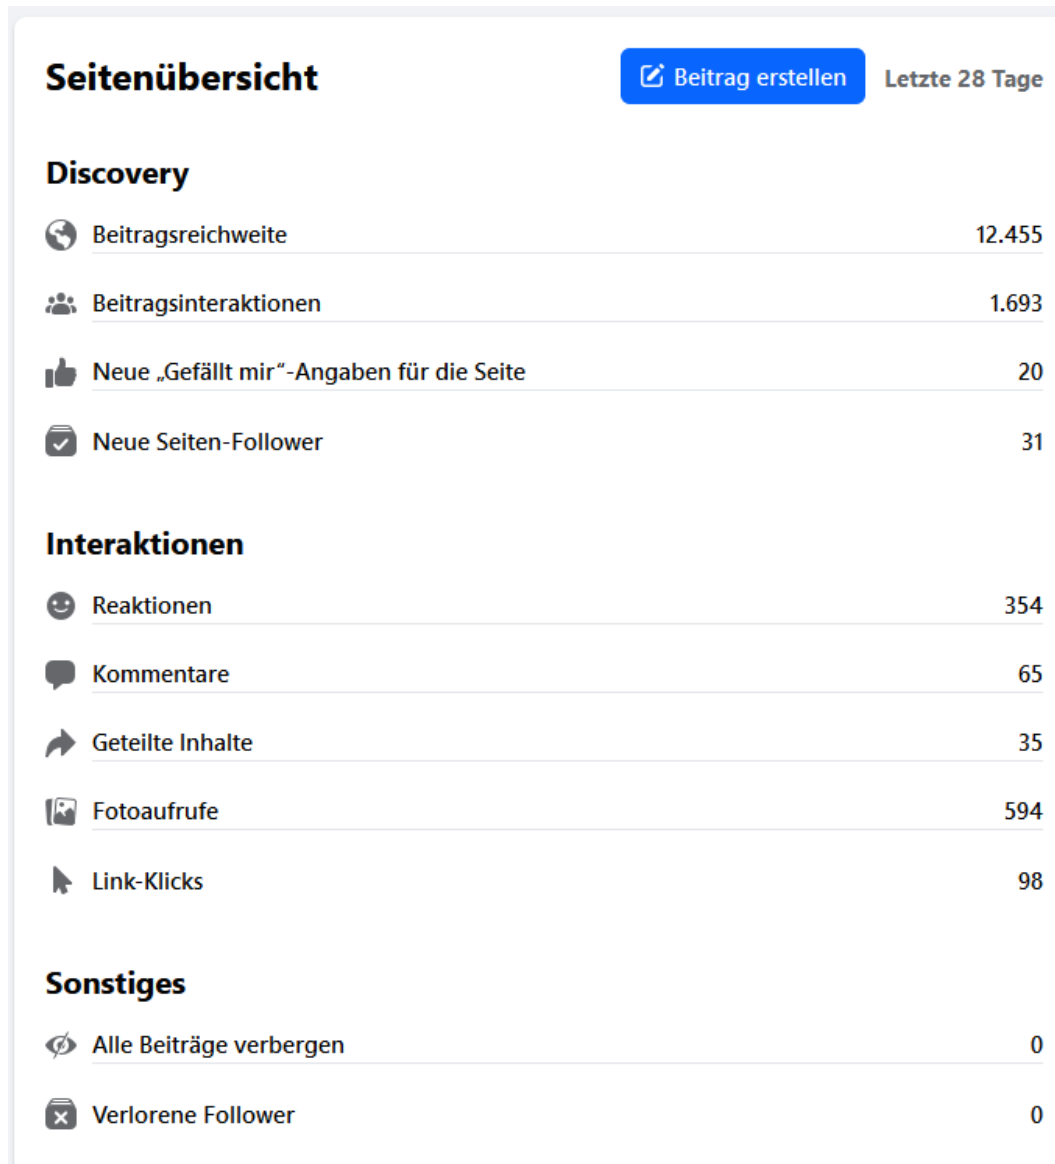 Seitenübersicht
Beitrag erstellen
Letzte 28 Tage
Discovery
Beitragsreichweite 12.455
Beitragsinteraktionen 1.693
Neue „Gefällt mir“-Angaben für die Seite 20
Neue Seiten-Follower 31
Interaktionen
Reaktionen 354
Kommentare 65
Geteilte Inhalte 35
Fotoaufrufe 594
Link-Klicks 98
Sonstiges
Alle Beiträge verbergen 0
Verlorene Follower 0